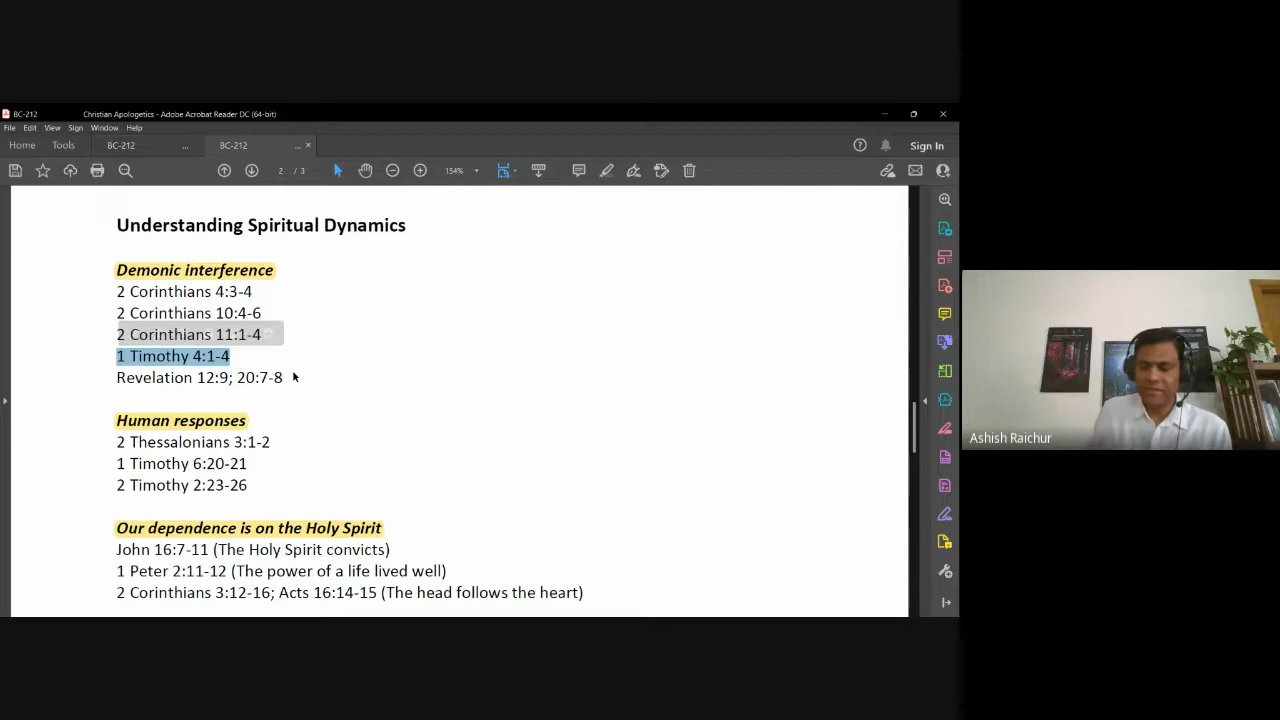 BC-212 Christian Apologetics - Adobe Acrobat Reader DC (64-bit)
File Edit View Sign Window Help
Home Tools BC-212 ... BC-212 ... × Sign In
2 / 3 154%
Understanding Spiritual Dynamics
Demonic interference
2 Corinthians 4:3-4
2 Corinthians 10:4-6
2 Corinthians 11:1-4
1 Timothy 4:1-4
Revelation 12:9; 20:7-8
Human responses
2 Thessalonians 3:1-2
1 Timothy 6:20-21
2 Timothy 2:23-26
Our dependence is on the Holy Spirit
John 16:7-11 (The Holy Spirit convicts)
1 Peter 2:11-12 (The power of a life lived well)
2 Corinthians 3:12-16; Acts 16:14-15 (The head follows the heart)
Ashish Raichur